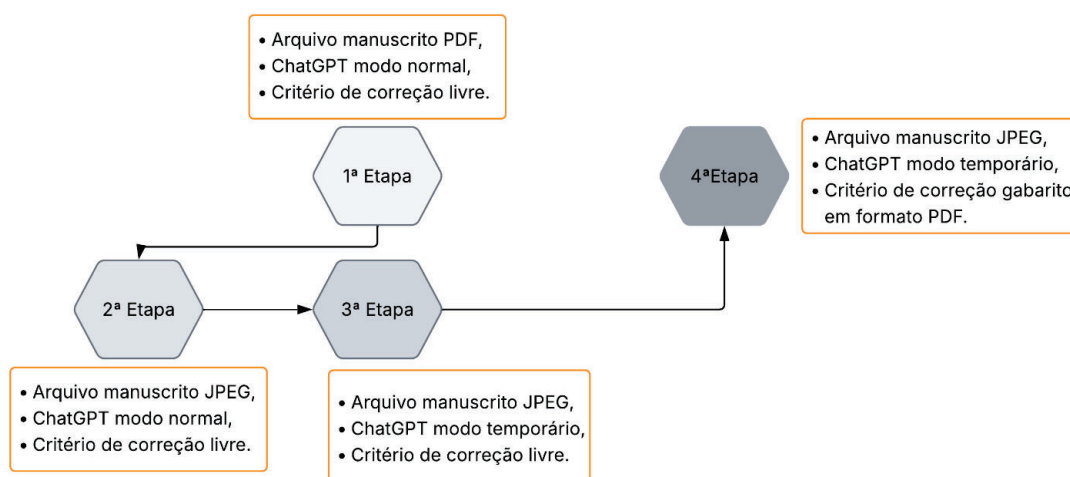 • Arquivo manuscrito PDF,
• ChatGPT modo normal,
• Critério de correção livre.
1ª Etapa
2ª Etapa
• Arquivo manuscrito JPEG,
• ChatGPT modo normal,
• Critério de correção livre.
3ª Etapa
• Arquivo manuscrito JPEG,
• ChatGPT modo temporário,
• Critério de correção livre.
4ªEtapa
• Arquivo manuscrito JPEG,
• ChatGPT modo temporário,
• Critério de correção gabarito
em formato PDF.